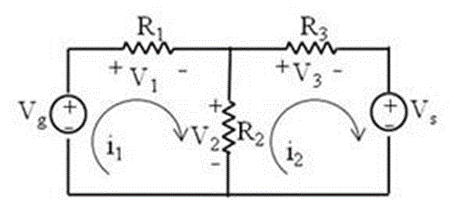 R1 R3
+ V1 - + V3 -
Vg + - i1 V2 + - R2 i2 + - Vs